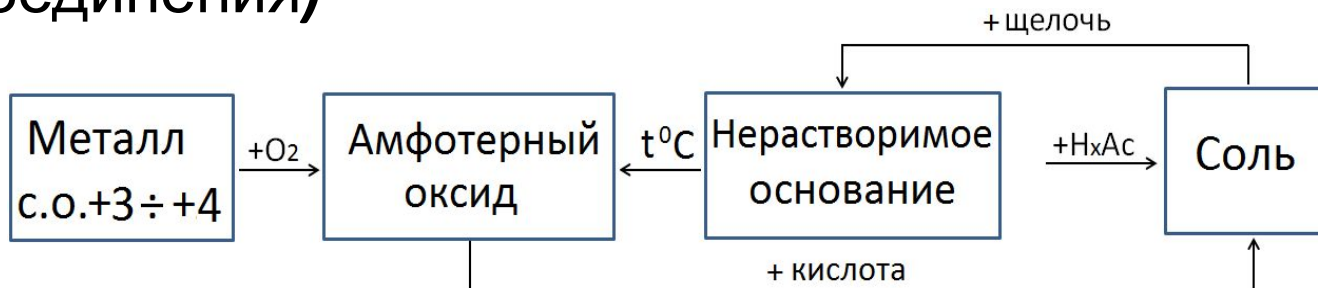 единения)
+ щелочь
Металл
с.о.+3 ÷ +4
+O2
Амфотерный
оксид
t⁰C
Нерастворимое
основание
+HxAc
Соль
+ кислота